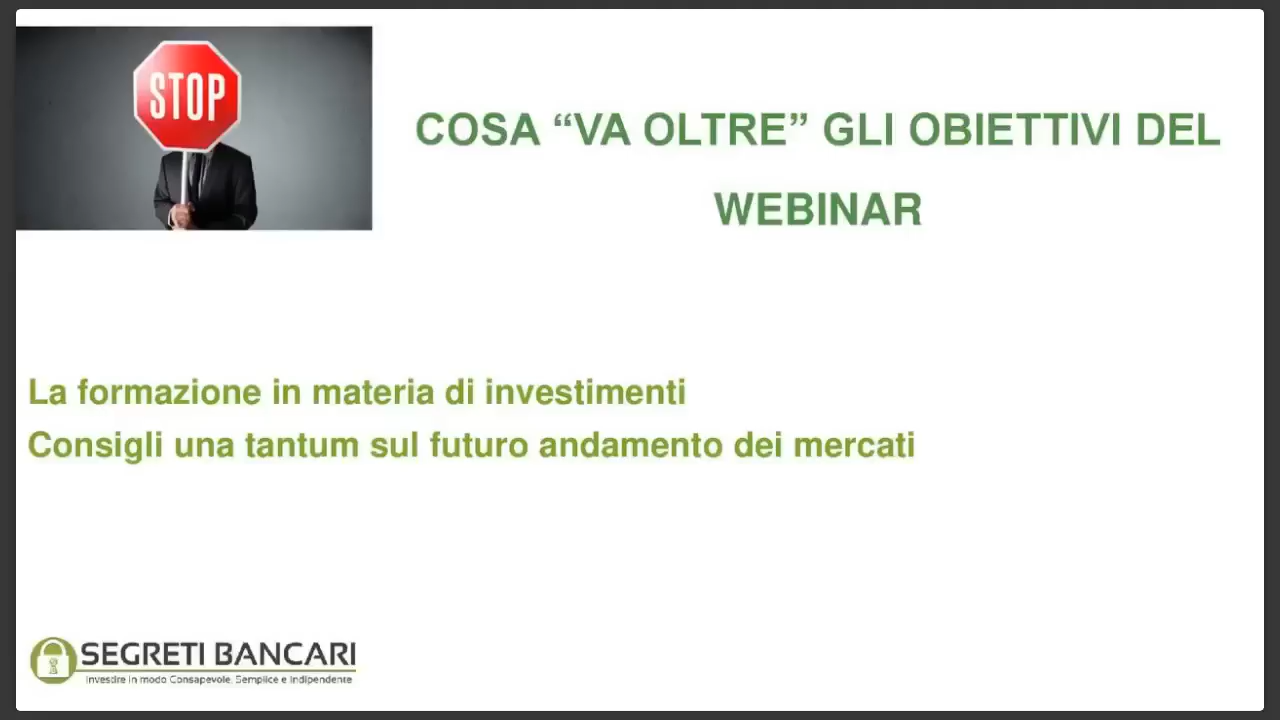 STOP
COSA “VA OLTRE” GLI OBIETTIVI DEL
WEBINAR
La formazione in materia di investimenti
Consigli una tantum sul futuro andamento dei mercati
SEGRETI BANCARI
Investire in modo Consapevole, Semplice e Indipendente